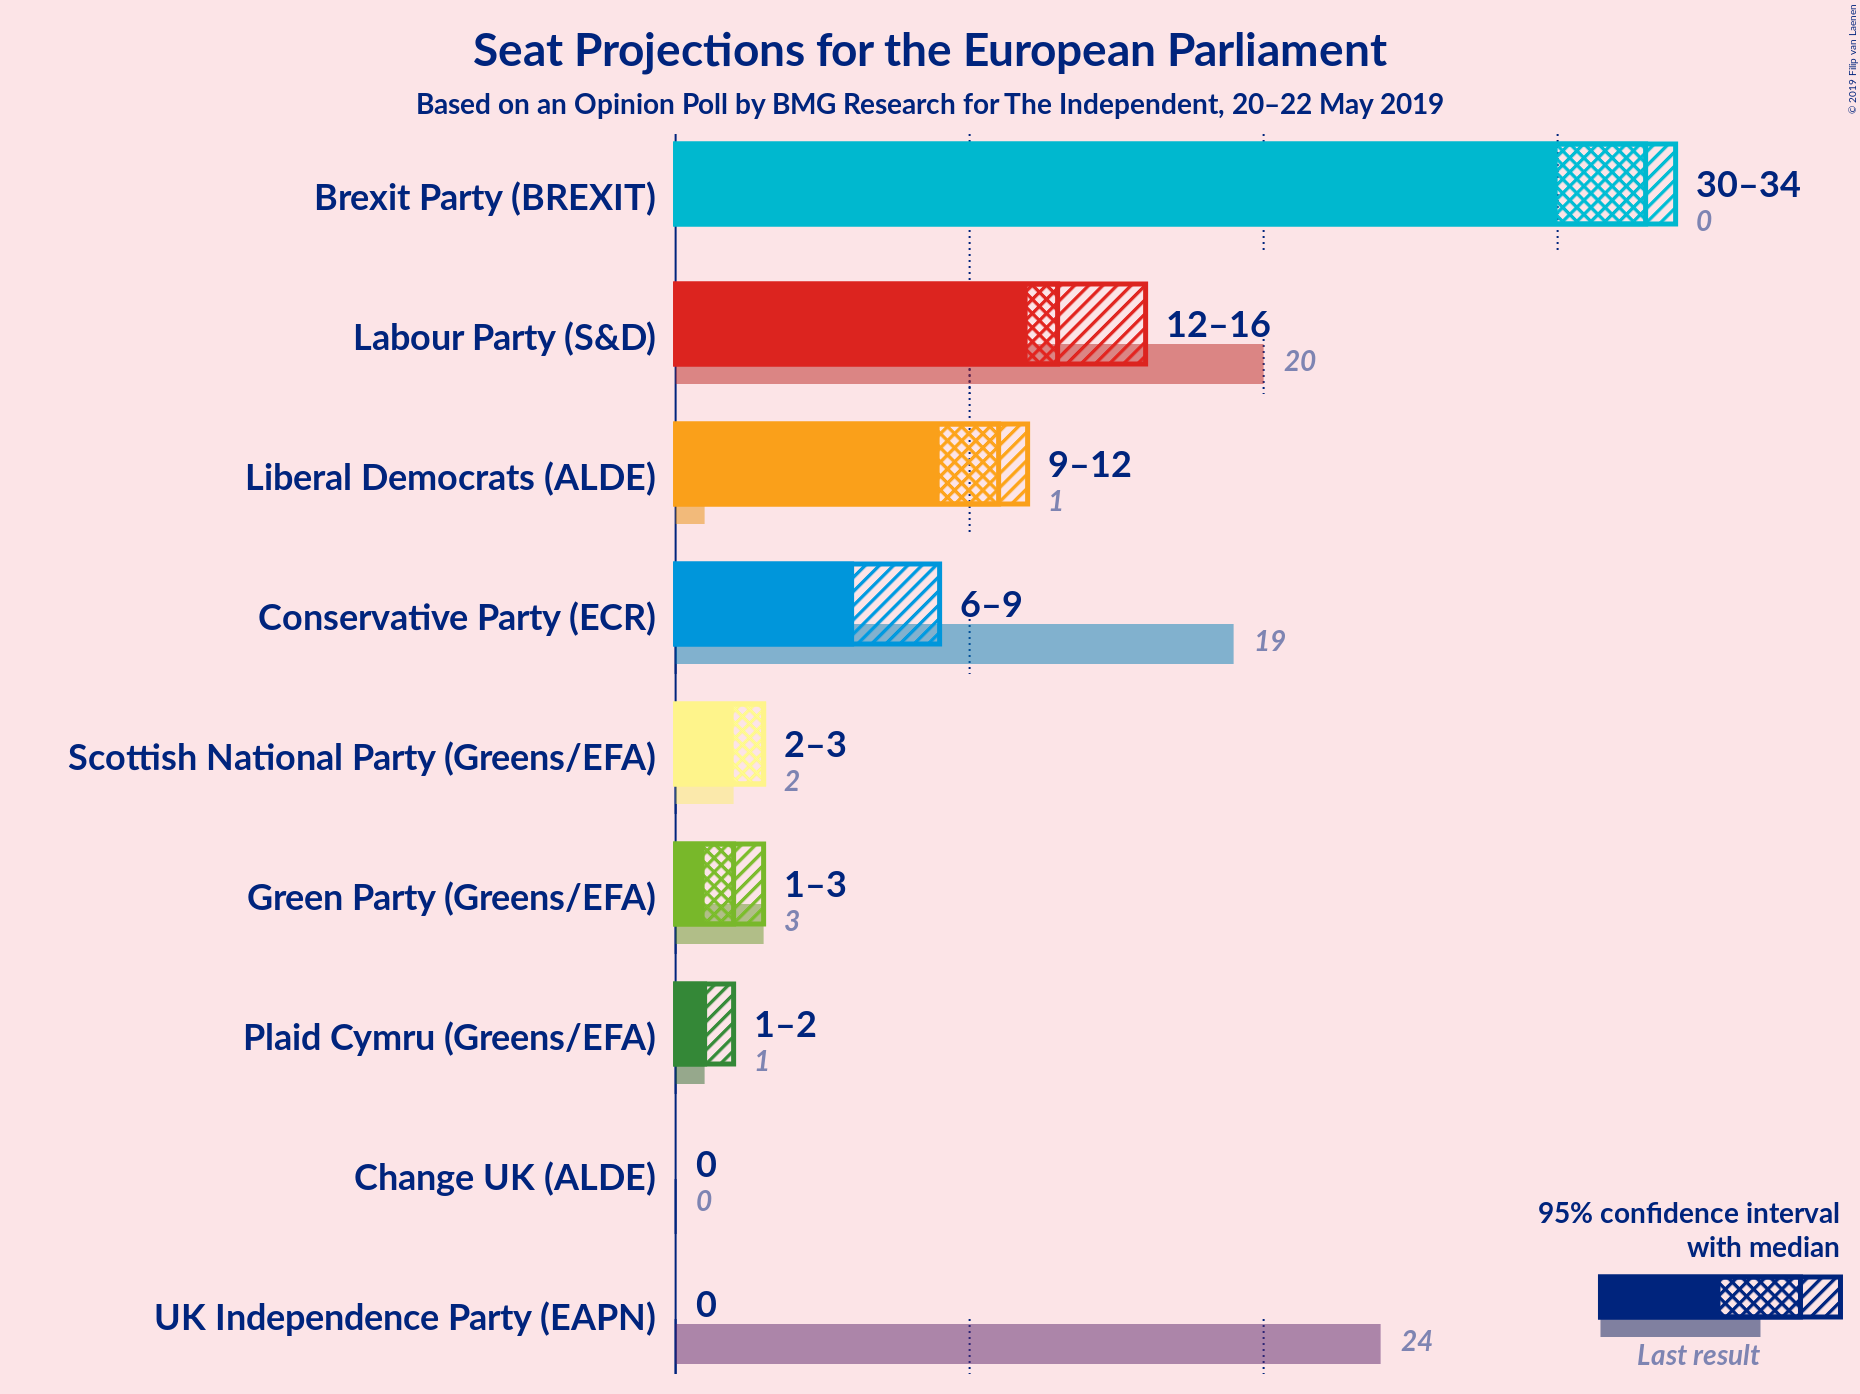 Seat Projections for the European Parliament
Based on an Opinion Poll by BMG Research for The Independent, 20–22 May 2019
© 2019 Filip van Laenen
Brexit Party (BREXIT)
30–34
0
Labour Party (S&D)
12–16
20
Liberal Democrats (ALDE)
9–12
1
Conservative Party (ECR)
6–9
19
Scottish National Party (Greens/EFA)
2–3
2
Green Party (Greens/EFA)
1–3
3
Plaid Cymru (Greens/EFA)
1–2
1
Change UK (ALDE)
0
0
UK Independence Party (EAPN)
0
24
95% confidence interval
with median
Last result